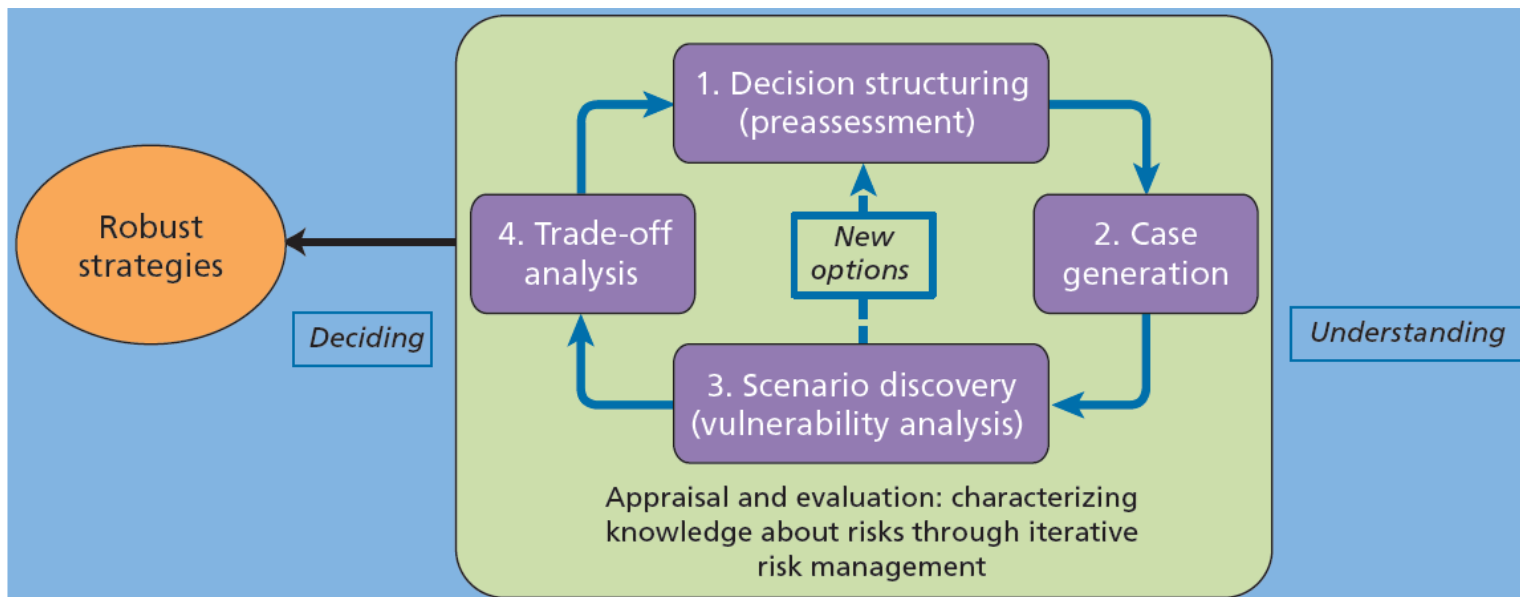 1. Decision structuring
(preassessment)
Robust
strategies
4. Trade-off
analysis
New
options
2. Case
generation
Deciding
Understanding
3. Scenario discovery
(vulnerability analysis)
Appraisal and evaluation: characterizing
knowledge about risks through iterative
risk management